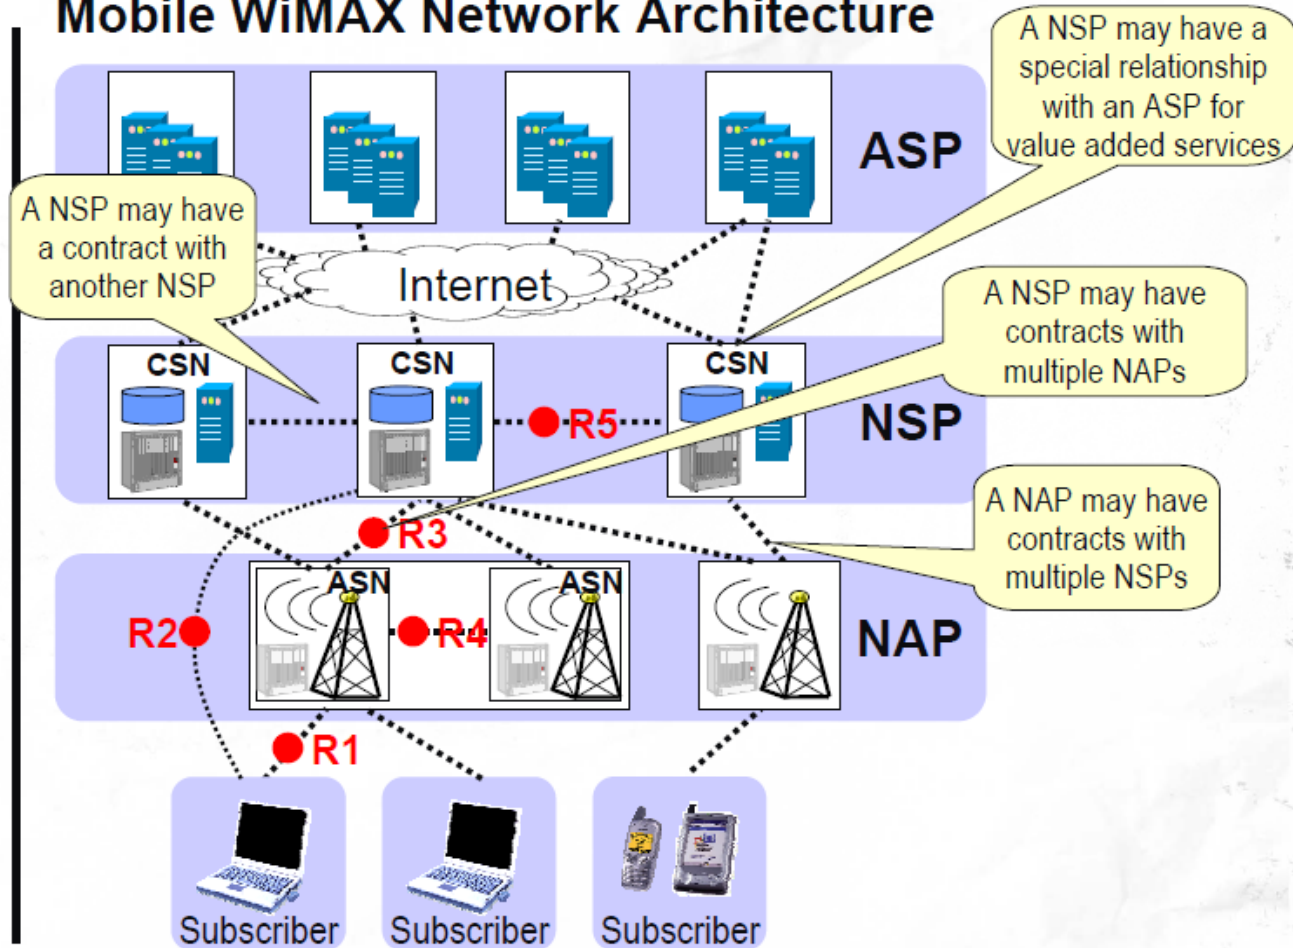 Mobile WiMAX Network Architecture
A NSP may have a
special relationship
with an ASP for
value added services
ASP
A NSP may have
a contract with
another NSP
Internet
A NSP may have
contracts with
multiple NAPs
CSN
CSN
CSN
R5
NSP
A NAP may have
contracts with
multiple NSPs
R3
ASN
ASN
R2
R4
NAP
R1
Subscriber
Subscriber
Subscriber